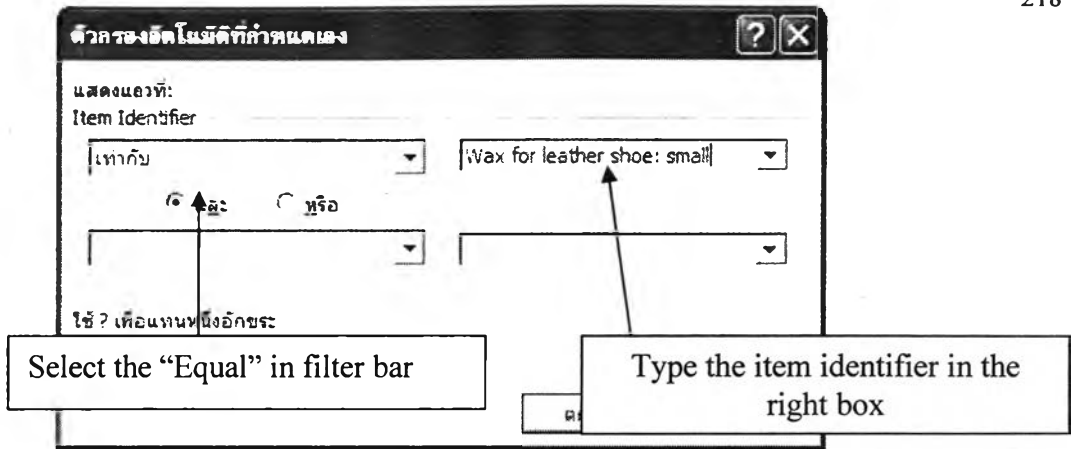 218
ตัวกรองอัตโนมัติที่กำหนดเอง
แสดงแถวที่:
Item Identifier
เท่ากับ
Wax for leather shoe: small
และ
หรือ
ใช้ ? เพื่อแทนหนึ่งอักขระ
Select the “Equal” in filter bar
Type the item identifier in the
right box